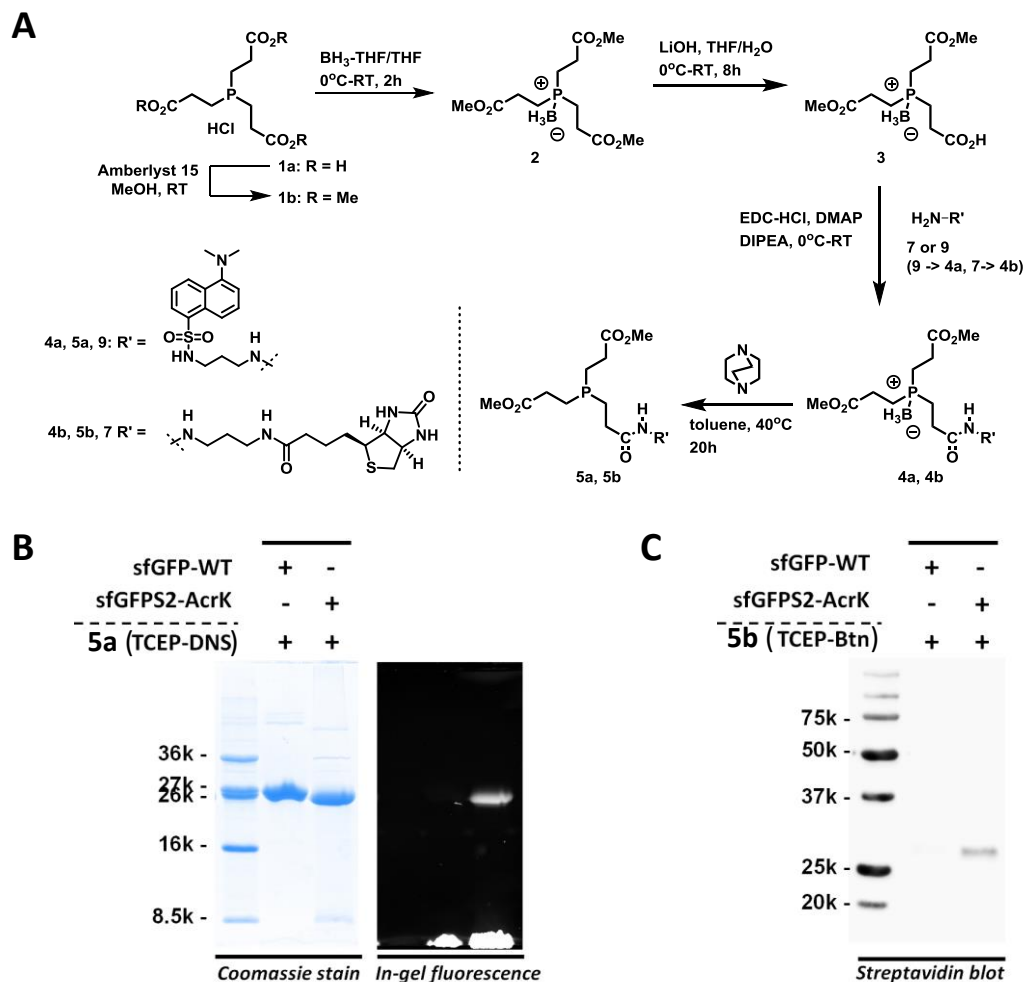 A
CO2R
RO2C
P
HCl
CO2R
Amberlyst 15
MeOH, RT
1a: R = H
1b: R = Me
BH3-THF/THF
0°C-RT, 2h
CO2Me
⊕
MeO2C
P
H3B
⊖
CO2Me
2
LiOH, THF/H2O
0°C-RT, 8h
CO2Me
⊕
MeO2C
P
H3B
⊖
CO2H
3
EDC-HCl, DMAP
DIPEA, 0°C-RT
H2N-R'
7 or 9
(9 -> 4a, 7-> 4b)
N
O=S=O
HN
H
N
4a, 5a, 9: R' =
4b, 5b, 7 R' =
H
N
H
N
O
HN
O
NH
H
H
S
CO2Me
P
MeO2C
H
N-R'
O
5a, 5b
N
N
toluene, 40°C
20h
CO2Me
⊕
MeO2C
P
H3B
⊖
H
N-R'
O
4a, 4b
B
sfGFP-WT + -
sfGFPS2-AcrK - +
5a (TCEP-DNS) + +
36k -
27k -
26k -
16k -
8.5k -
Coomassie stain
In-gel fluorescence
C
sfGFP-WT + -
sfGFPS2-AcrK - +
5b ( TCEP-Btn) + +
75k -
50k -
37k -
25k -
20k -
Streptavidin blot